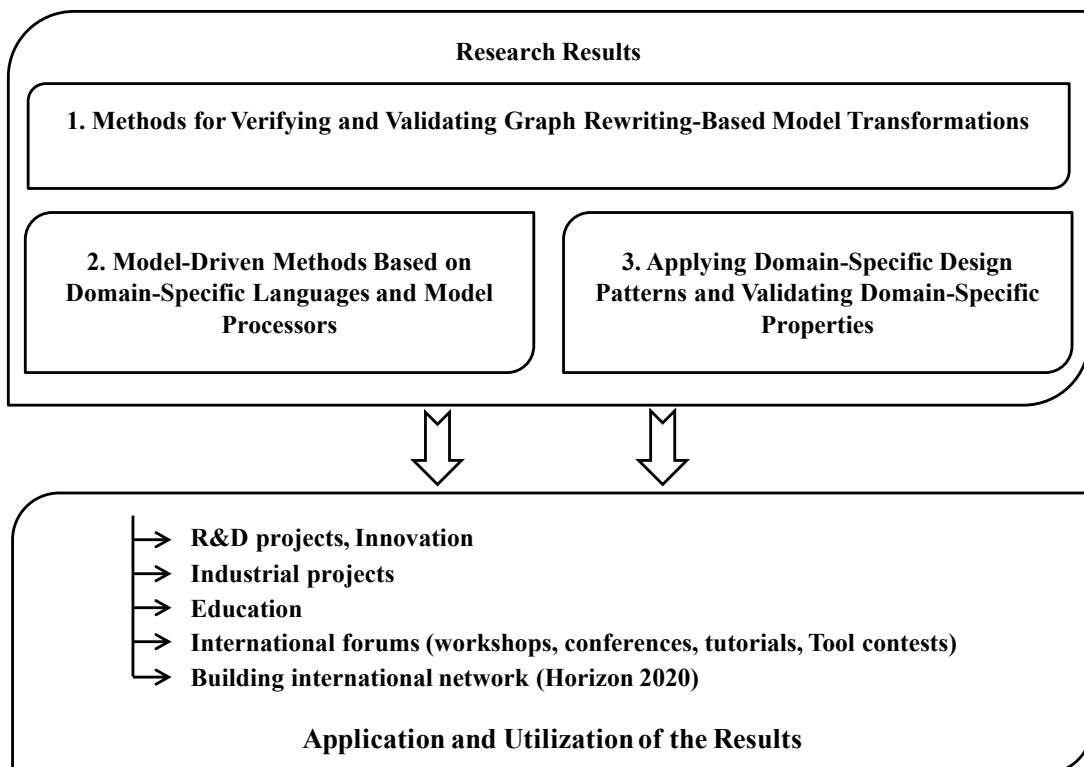 Research Results
1. Methods for Verifying and Validating Graph Rewriting-Based Model Transformations
2. Model-Driven Methods Based on
Domain-Specific Languages and Model
Processors
3. Applying Domain-Specific Design
Patterns and Validating Domain-Specific
Properties
R&D projects, Innovation
Industrial projects
Education
International forums (workshops, conferences, tutorials, Tool contests)
Building international network (Horizon 2020)
Application and Utilization of the Results